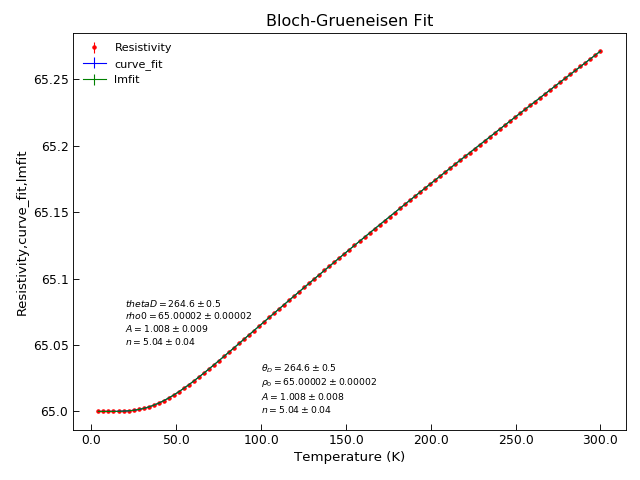 Bloch-Grueneisen Fit
Resistivity
curve_fit
lmfit
Resistivity,curve_fit,lmfit
65.25
65.2
65.15
65.1
65.05
65.0
thetaD = 264.6 ± 0.5
rho0 = 65.00002 ± 0.00002
A = 1.008 ± 0.009
n = 5.04 ± 0.04
θ_D = 264.6 ± 0.5
ρ₀ = 65.00002 ± 0.00002
A = 1.008 ± 0.008
n = 5.04 ± 0.04
0.0 50.0 100.0 150.0 200.0 250.0 300.0
Temperature (K)